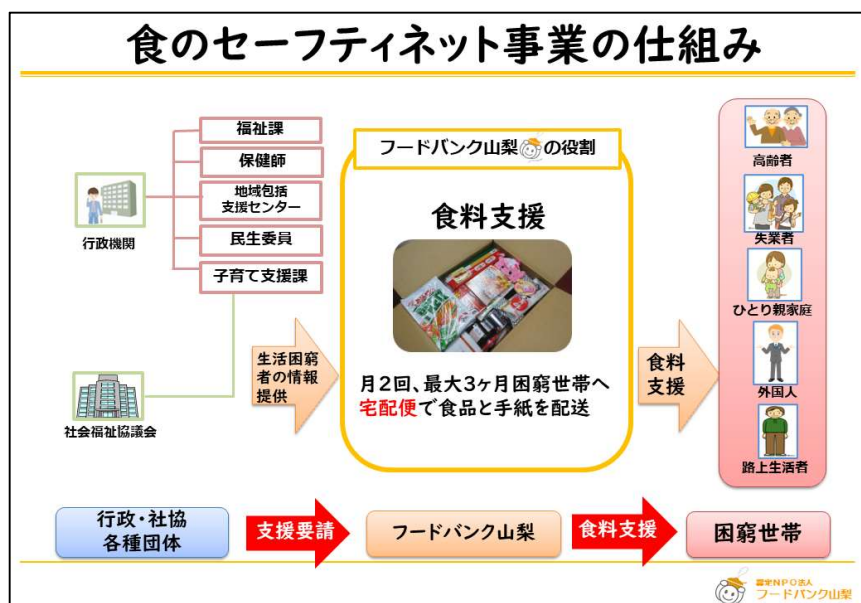 食のセーフティネット事業の仕組み
行政機関
福祉課
保健師
地域包括
支援センター
民生委員
子育て支援課
社会福祉協議会
生活困窮
者の情報
提供
フードバンク山梨の役割
食料支援
月2回、最大3ヶ月困窮世帯へ
宅配便で食品と手紙を配送
食料
支援
高齢者
失業者
ひとり親家庭
外国人
路上生活者
行政・社協
各種団体
支援要請
フードバンク山梨
食料支援
困窮世帯
認定NPO法人
フードバンク山梨